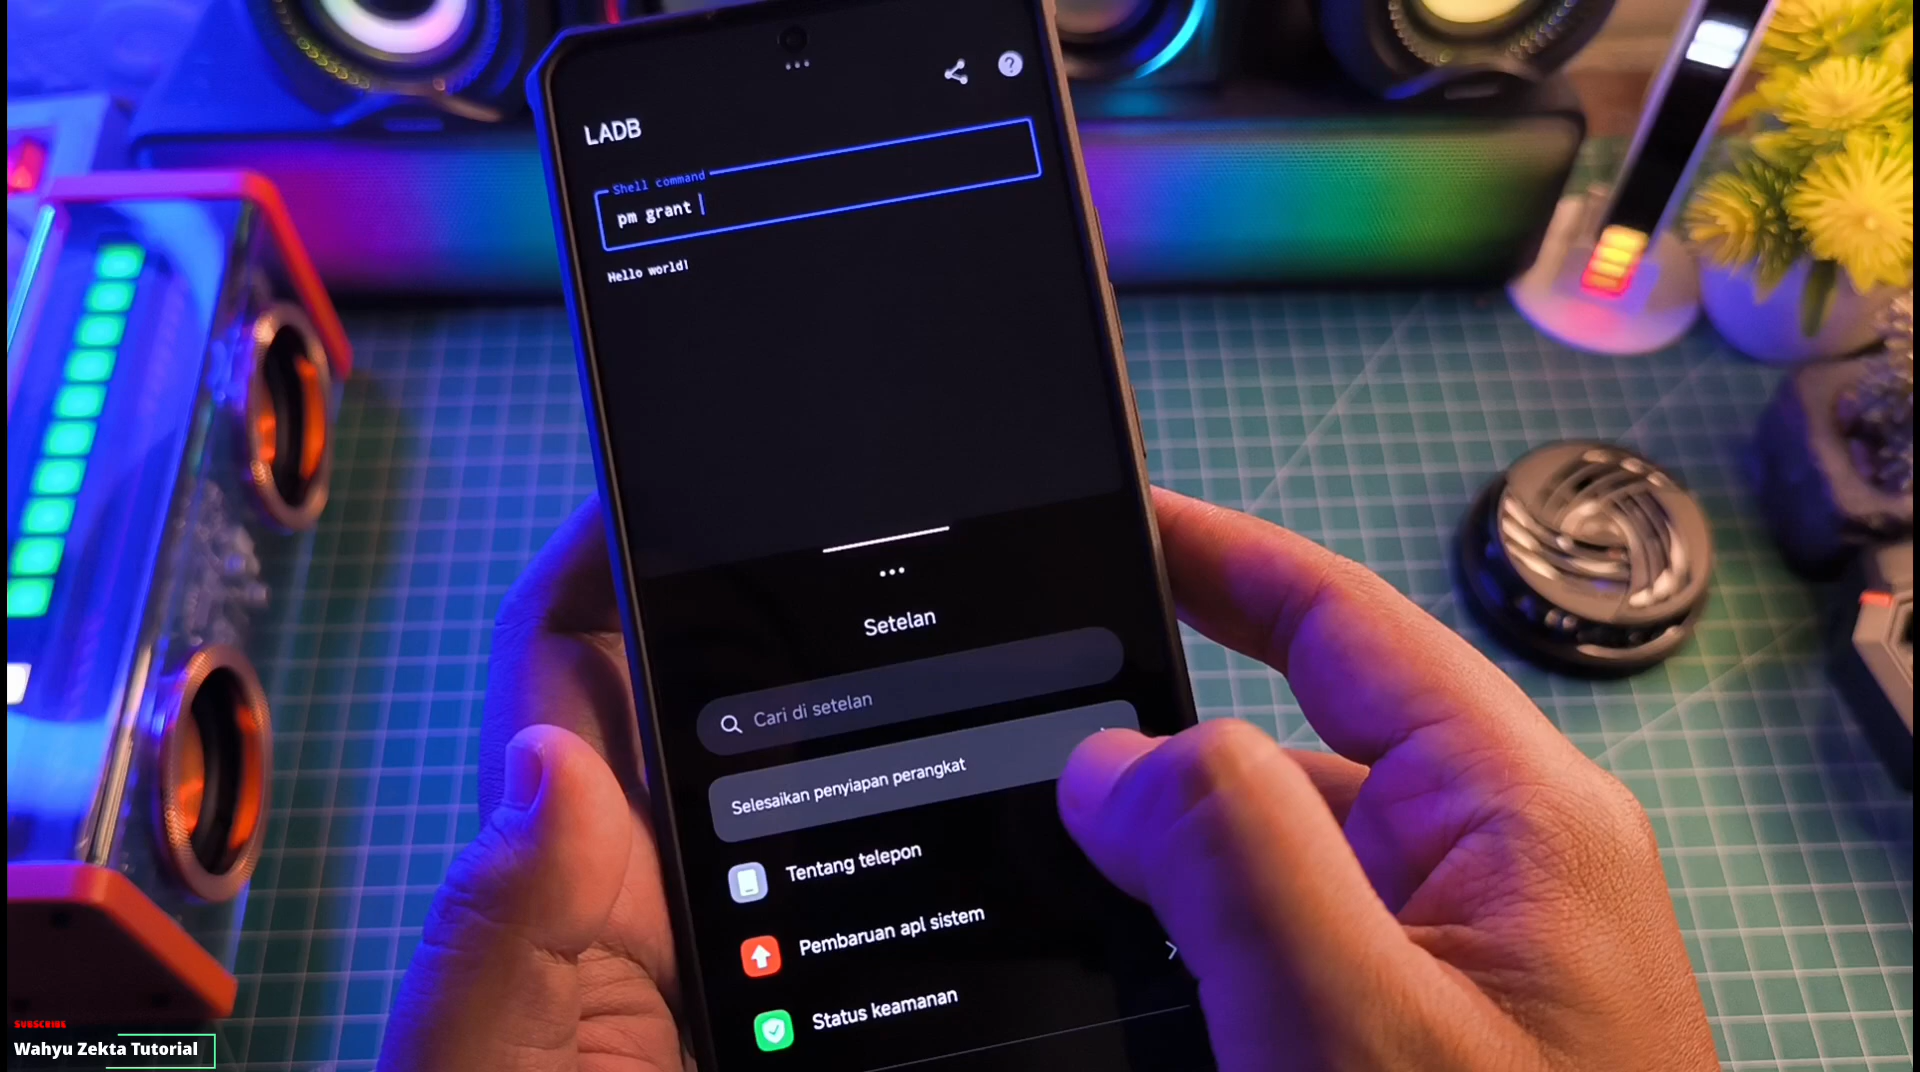 LADB
Shell command
pm grant
Hello world!
Setelan
Cari di setelan
Selesaikan penyiapan perangkat
Tentang telepon
Pembaruan apl sistem
Status keamanan
SUBSCRIBE
Wahyu Zekta Tutorial